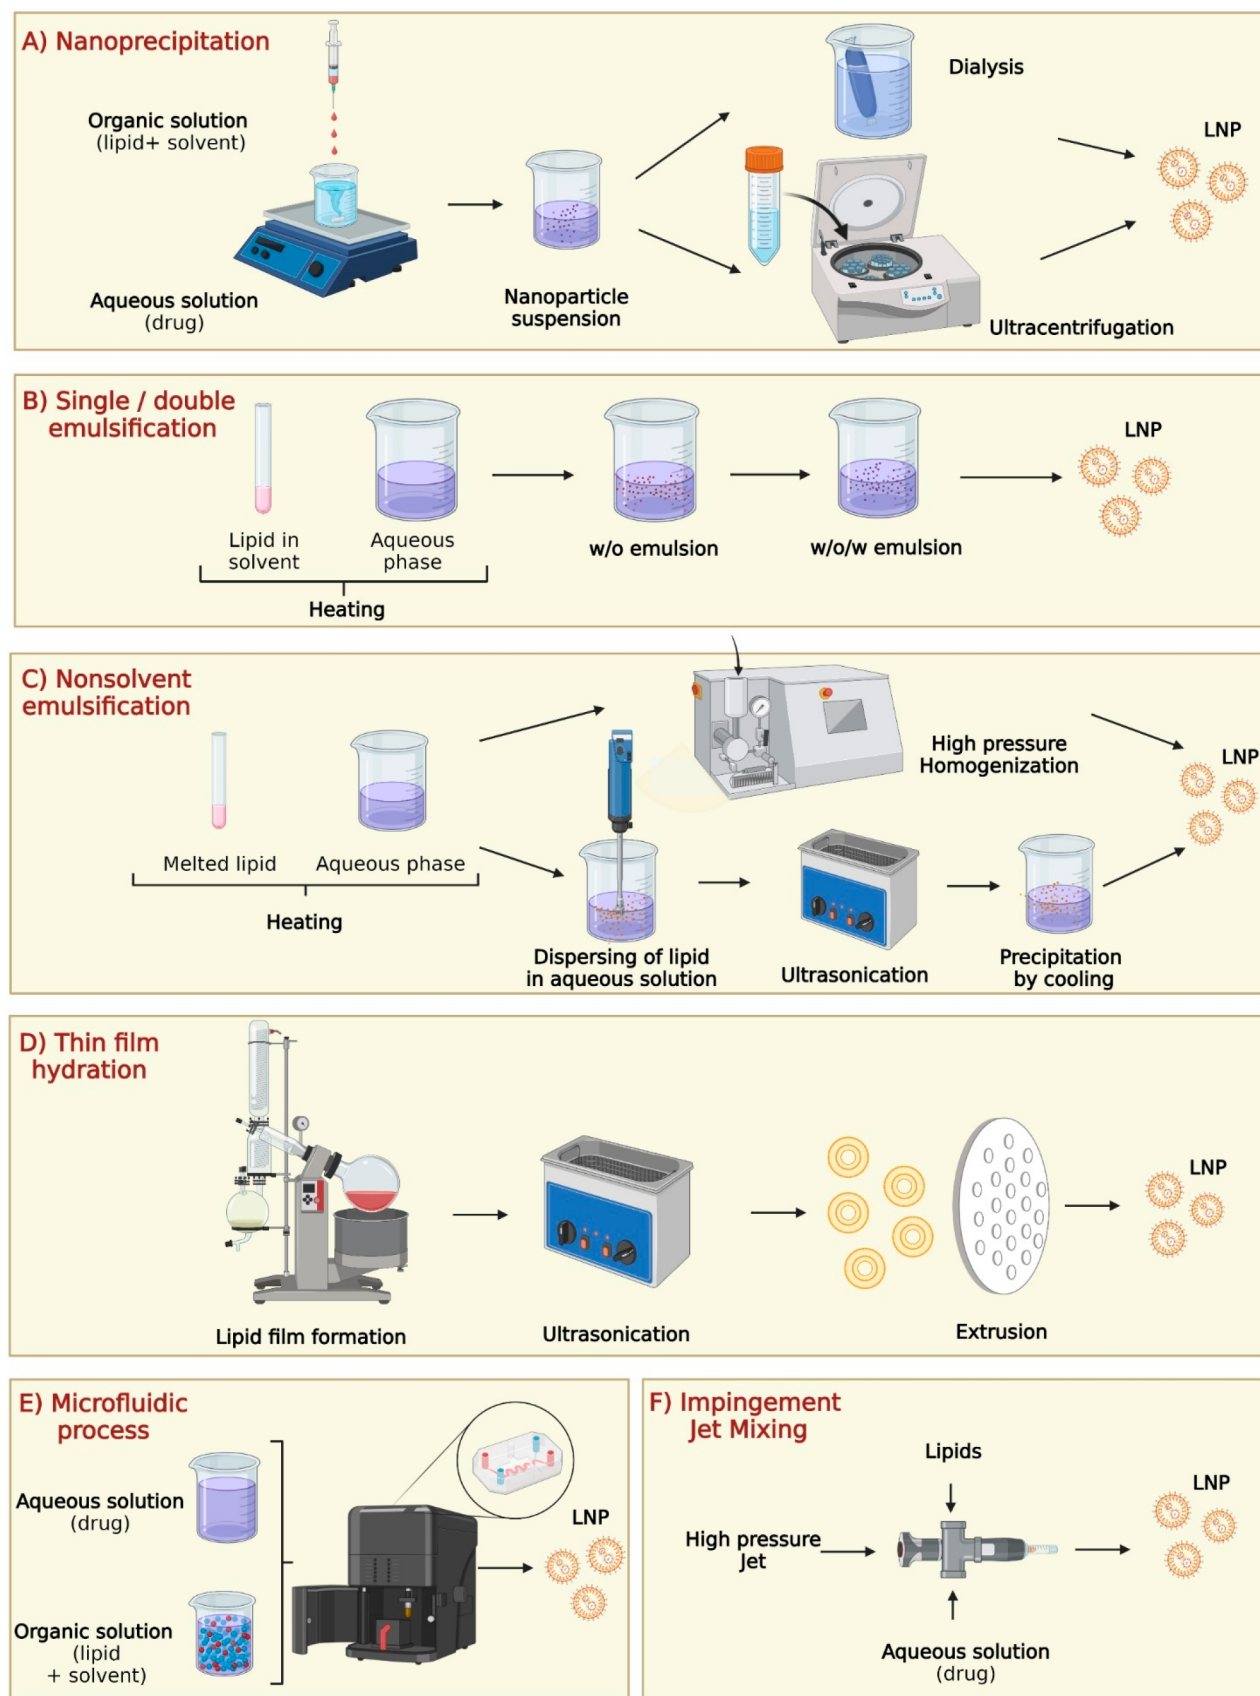 A) Nanoprecipitation
Organic solution
(lipid+ solvent)
Aqueous solution
(drug)
Nanoparticle
suspension
Dialysis
Ultracentrifugation
LNP
B) Single / double
emulsification
Lipid in
solvent
Aqueous
phase
Heating
w/o emulsion
w/o/w emulsion
LNP
C) Nonsolvent
emulsification
Melted lipid
Aqueous phase
Heating
High pressure
Homogenization
Dispersing of lipid
in aqueous solution
Ultrasonication
Precipitation
by cooling
LNP
D) Thin film
hydration
Lipid film formation
Ultrasonication
Extrusion
LNP
E) Microfluidic
process
Aqueous solution
(drug)
Organic solution
(lipid
+ solvent)
LNP
F) Impingement
Jet Mixing
Lipids
High pressure
Jet
Aqueous solution
(drug)
LNP